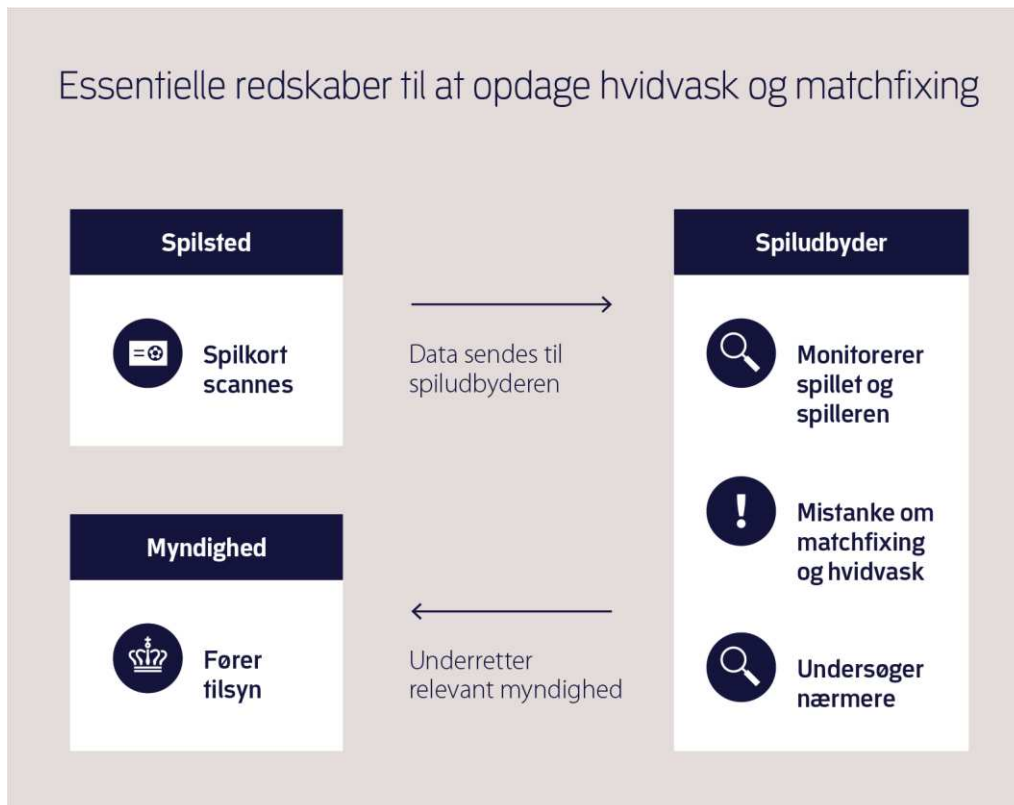 Essentielle redskaber til at opdage hvidvask og matchfixing
Spilsted
Spilkort
scannes
Data sendes til
spiludbyderen
Spiludbyder
Monitorerer
spillet og
spilleren
Mistanke om
matchfixing
og hvidvask
Undersøger
nærmere
Underretter
relevant myndighed
Myndighed
Fører
tilsyn